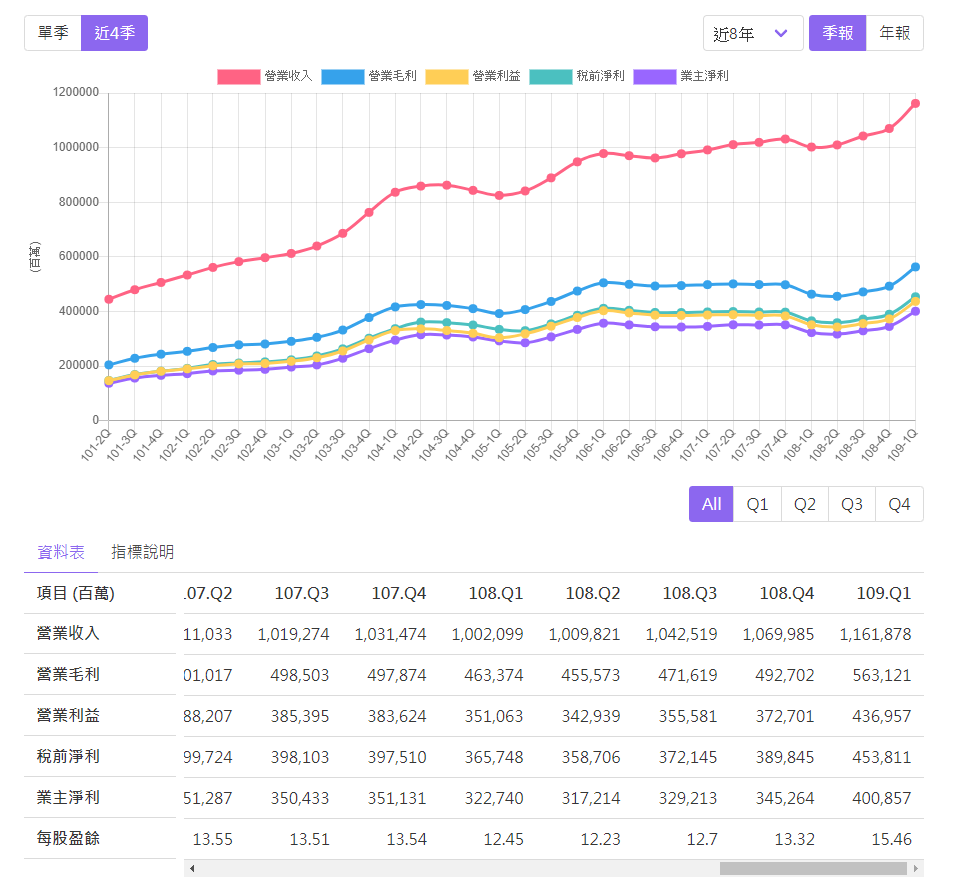 單季 近4季 近8年 季報 年報
營業收入 營業毛利 營業利益 稅前淨利 業主淨利
1200000
1000000
800000
600000
400000
200000
0
(百萬)
101-2Q 101-3Q 101-4Q 102-1Q 102-2Q 102-3Q 102-4Q 103-1Q 103-2Q 103-3Q 103-4Q 104-1Q 104-2Q 104-3Q 104-4Q 105-1Q 105-2Q 105-3Q 105-4Q 106-1Q 106-2Q 106-3Q 106-4Q 107-1Q 107-2Q 107-3Q 107-4Q 108-1Q 108-2Q 108-3Q 108-4Q 109-1Q
All Q1 Q2 Q3 Q4
資料表 指標說明
項目 (百萬) .07.Q2 107.Q3 107.Q4 108.Q1 108.Q2 108.Q3 108.Q4 109.Q1
營業收入 11,033 1,019,274 1,031,474 1,002,099 1,009,821 1,042,519 1,069,985 1,161,878
營業毛利 01,017 498,503 497,874 463,374 455,573 471,619 492,702 563,121
營業利益 88,207 385,395 383,624 351,063 342,939 355,581 372,701 436,957
稅前淨利 99,724 398,103 397,510 365,748 358,706 372,145 389,845 453,811
業主淨利 51,287 350,433 351,131 322,740 317,214 329,213 345,264 400,857
每股盈餘 13.55 13.51 13.54 12.45 12.23 12.7 13.32 15.46